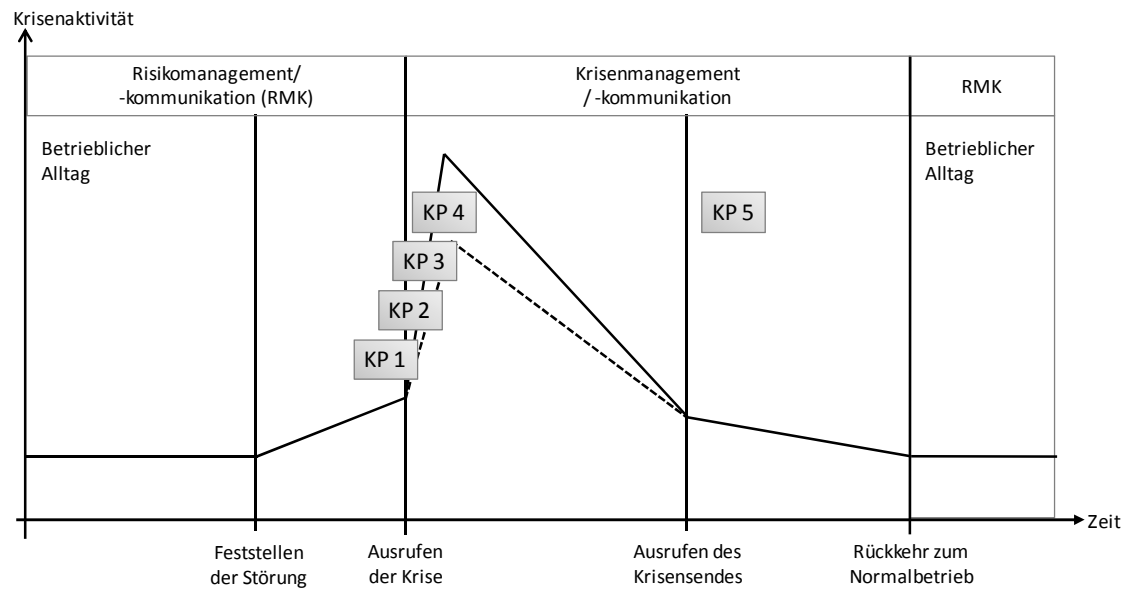 Krisenaktivität
Risikomanagement/
-kommunikation (RMK)
Krisenmanagement
/ -kommunikation
RMK
Betrieblicher
Alltag
Betrieblicher
Alltag
KP 4
KP 5
KP 3
KP 2
KP 1
Zeit
Feststellen
der Störung
Ausrufen
der Krise
Ausrufen des
Krisensendes
Rückkehr zum
Normalbetrieb